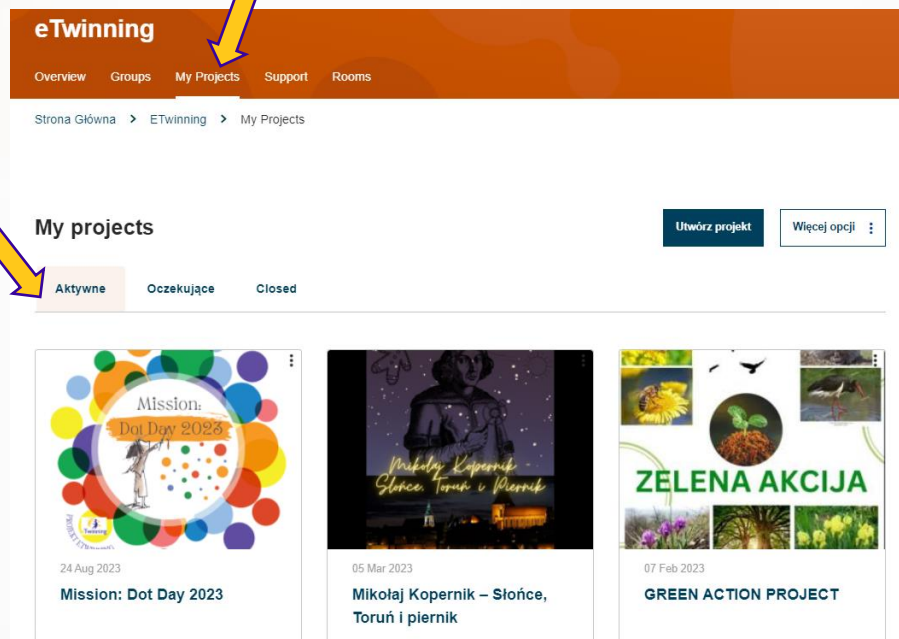 eTwinning
Overview Groups My Projects Support Rooms
Strona Główna > ETwinning > My Projects
My projects
Utwórz projekt Więcej opcji
Aktywne Oczekujące Closed
Mission:
Dot Day 2023
Mikołaj Kopernik -
Słońce, Toruń i Piernik
ZELENA AKCIJA
24 Aug 2023
Mission: Dot Day 2023
05 Mar 2023
Mikołaj Kopernik – Słońce,
Toruń i piernik
07 Feb 2023
GREEN ACTION PROJECT